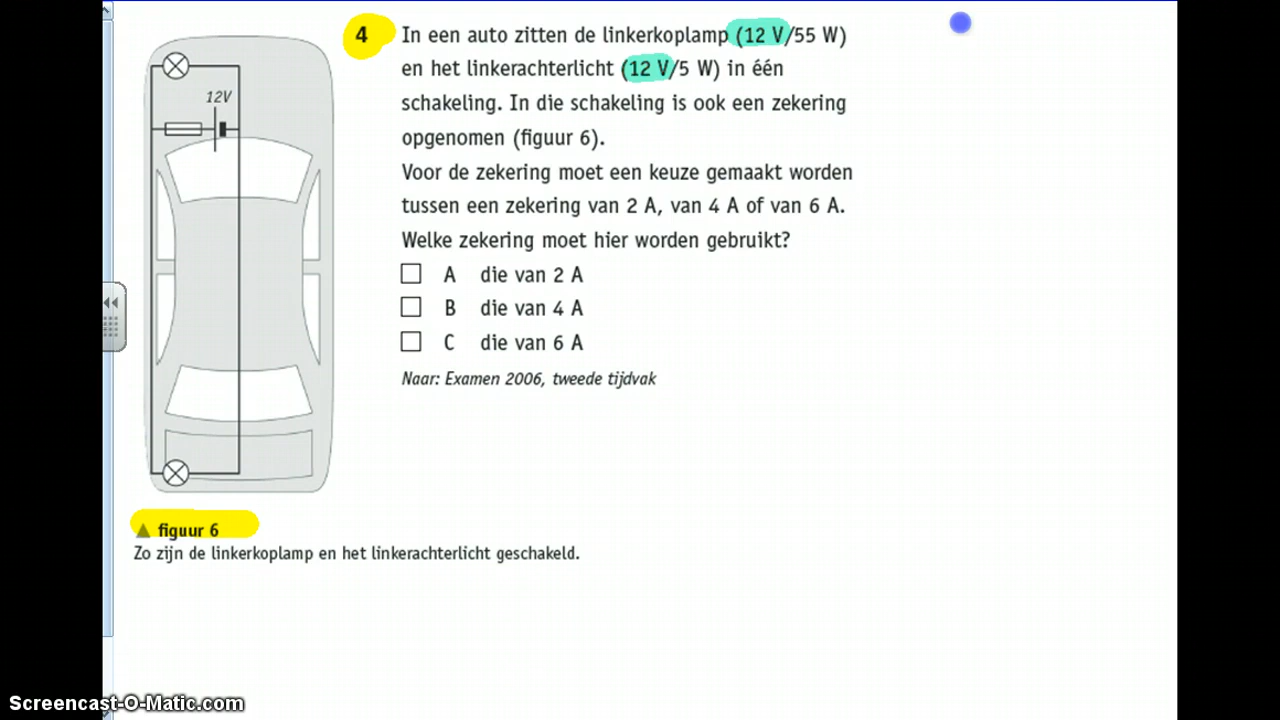 4 In een auto zitten de linkerkoplamp (12 V/55 W)
en het linkerachterlicht (12 V/5 W) in één
schakeling. In die schakeling is ook een zekering
opgenomen (figuur 6).
Voor de zekering moet een keuze gemaakt worden
tussen een zekering van 2 A, van 4 A of van 6 A.
Welke zekering moet hier worden gebruikt?
A die van 2 A
B die van 4 A
C die van 6 A
Naar: Examen 2006, tweede tijdvak
12V
▲ figuur 6
Zo zijn de linkerkoplamp en het linkerachterlicht geschakeld.
Screencast-O-Matic.com